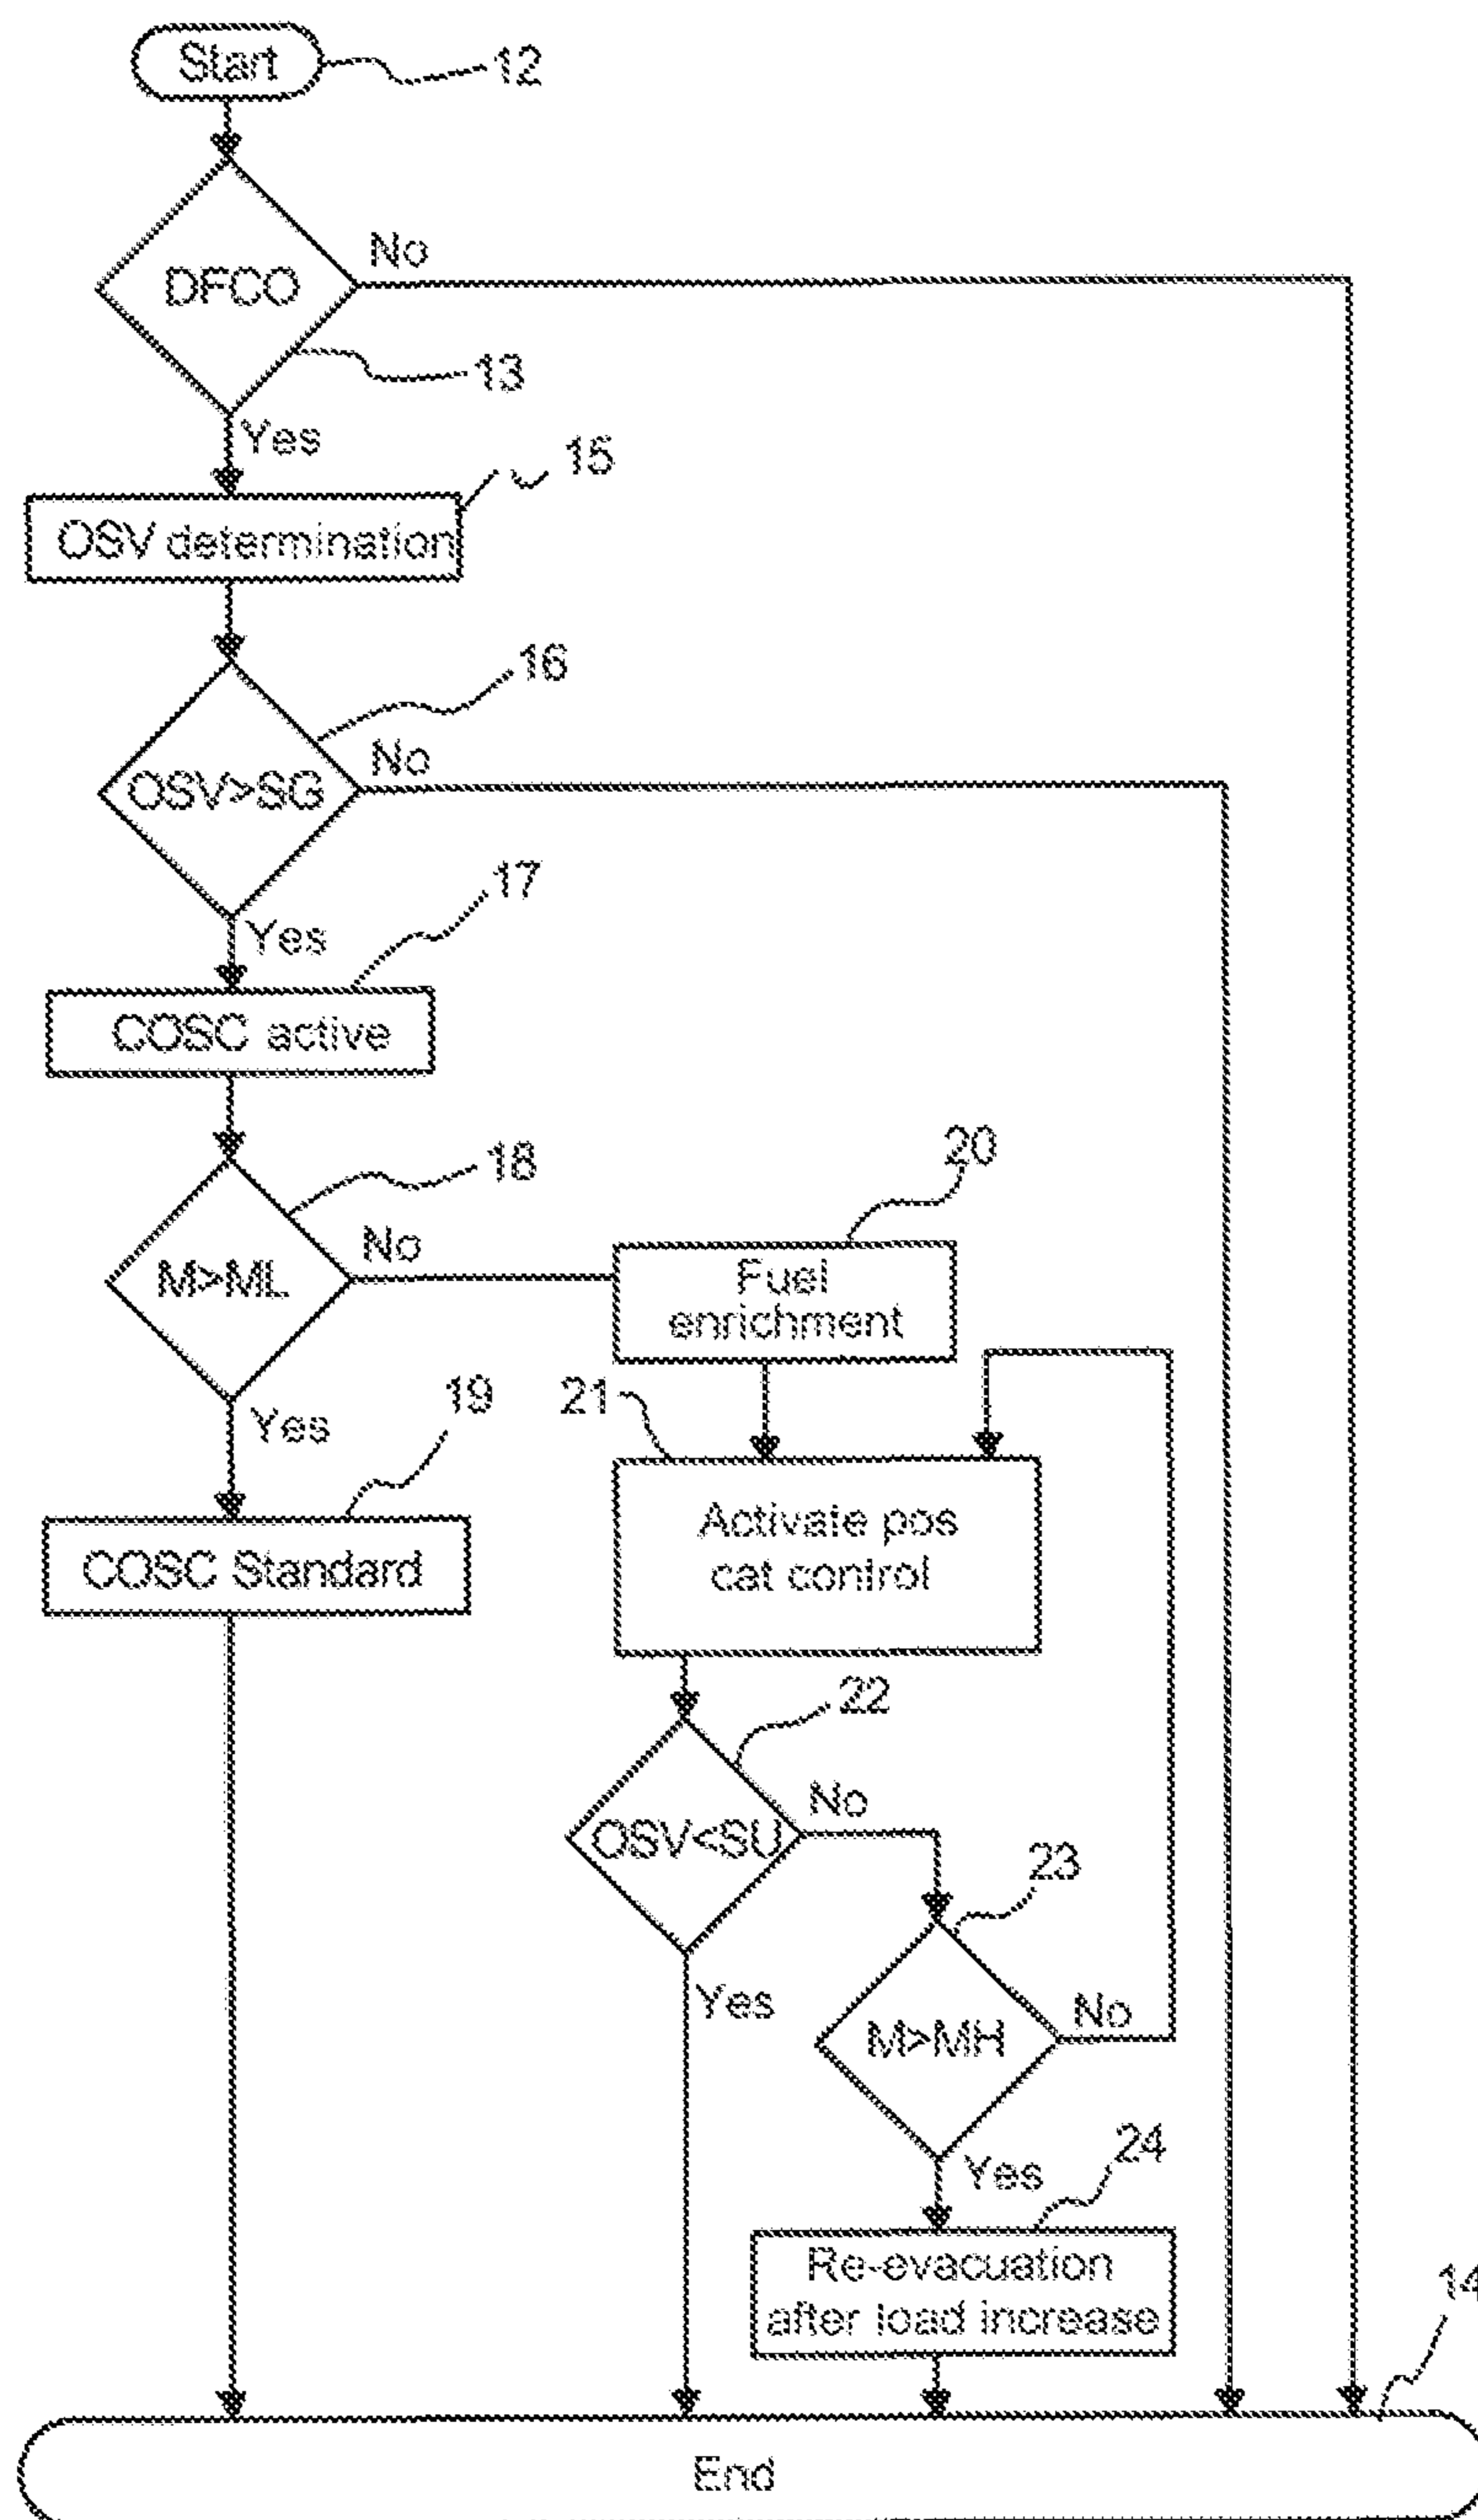 Start
12
DFCO
No
13
Yes
15
OSV determination
16
No
OSV>SG
17
Yes
COSC active
18
No
M>ML
20
Fuel
enrichment
Yes
19
21
Activate pos
cat control
COSC Standard
22
No
OSV<SU
23
Yes
No
M>MH
24
Yes
Re-evacuation
after load increase
14
End